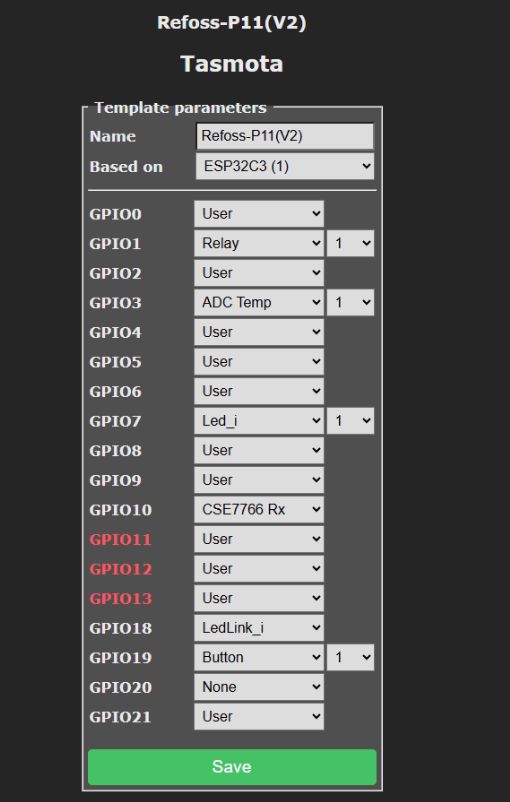 Refoss-P11(V2)
Tasmota
Template parameters
Name Refoss-P11(V2)
Based on ESP32C3 (1)
GPIO0 User
GPIO1 Relay 1
GPIO2 User
GPIO3 ADC Temp 1
GPIO4 User
GPIO5 User
GPIO6 User
GPIO7 Led_i 1
GPIO8 User
GPIO9 User
GPIO10 CSE7766 Rx
GPIO11 User
GPIO12 User
GPIO13 User
GPIO18 LedLink_i
GPIO19 Button 1
GPIO20 None
GPIO21 User
Save